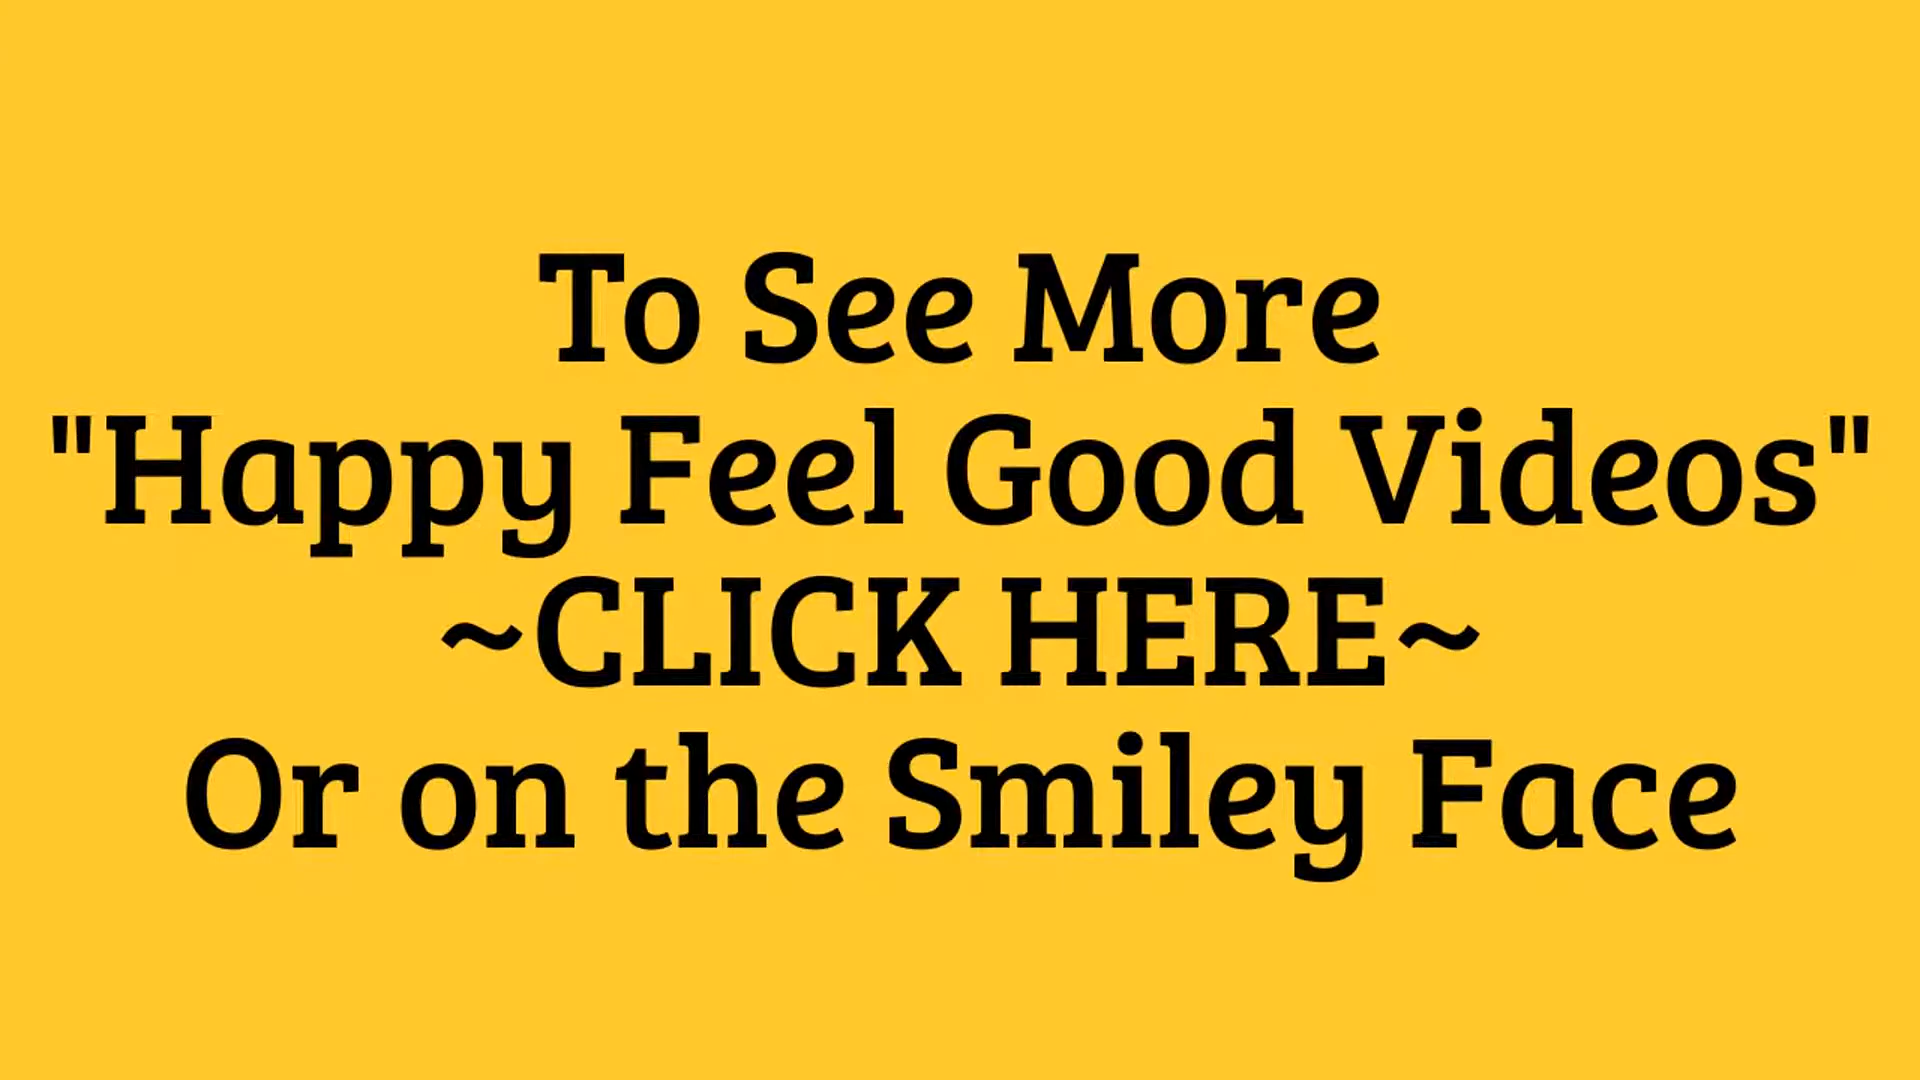 To See More
"Happy Feel Good Videos"
~CLICK HERE~
Or on the Smiley Face